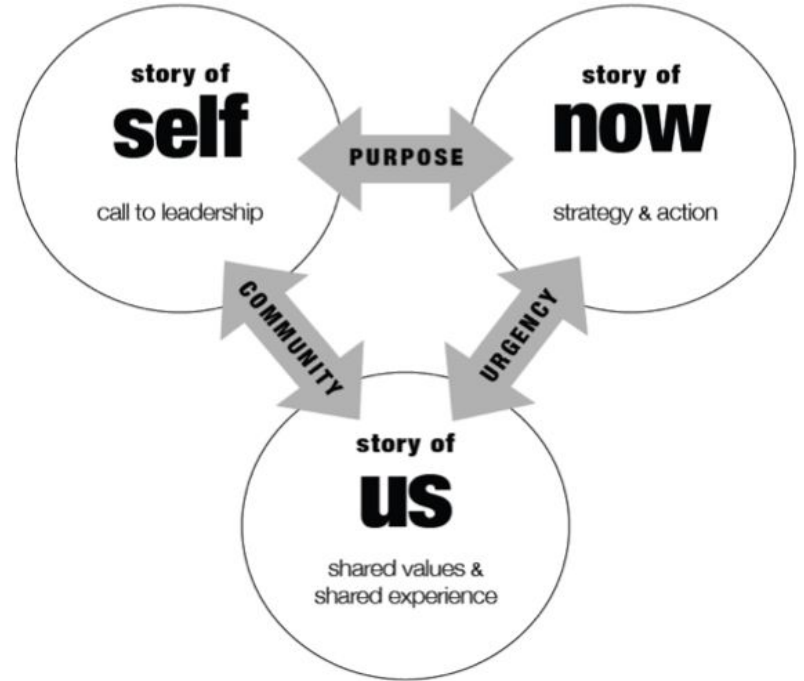 story of
self
call to leadership
PURPOSE
story of
now
strategy & action
COMMUNITY
URGENCY
story of
us
shared values &
shared experience